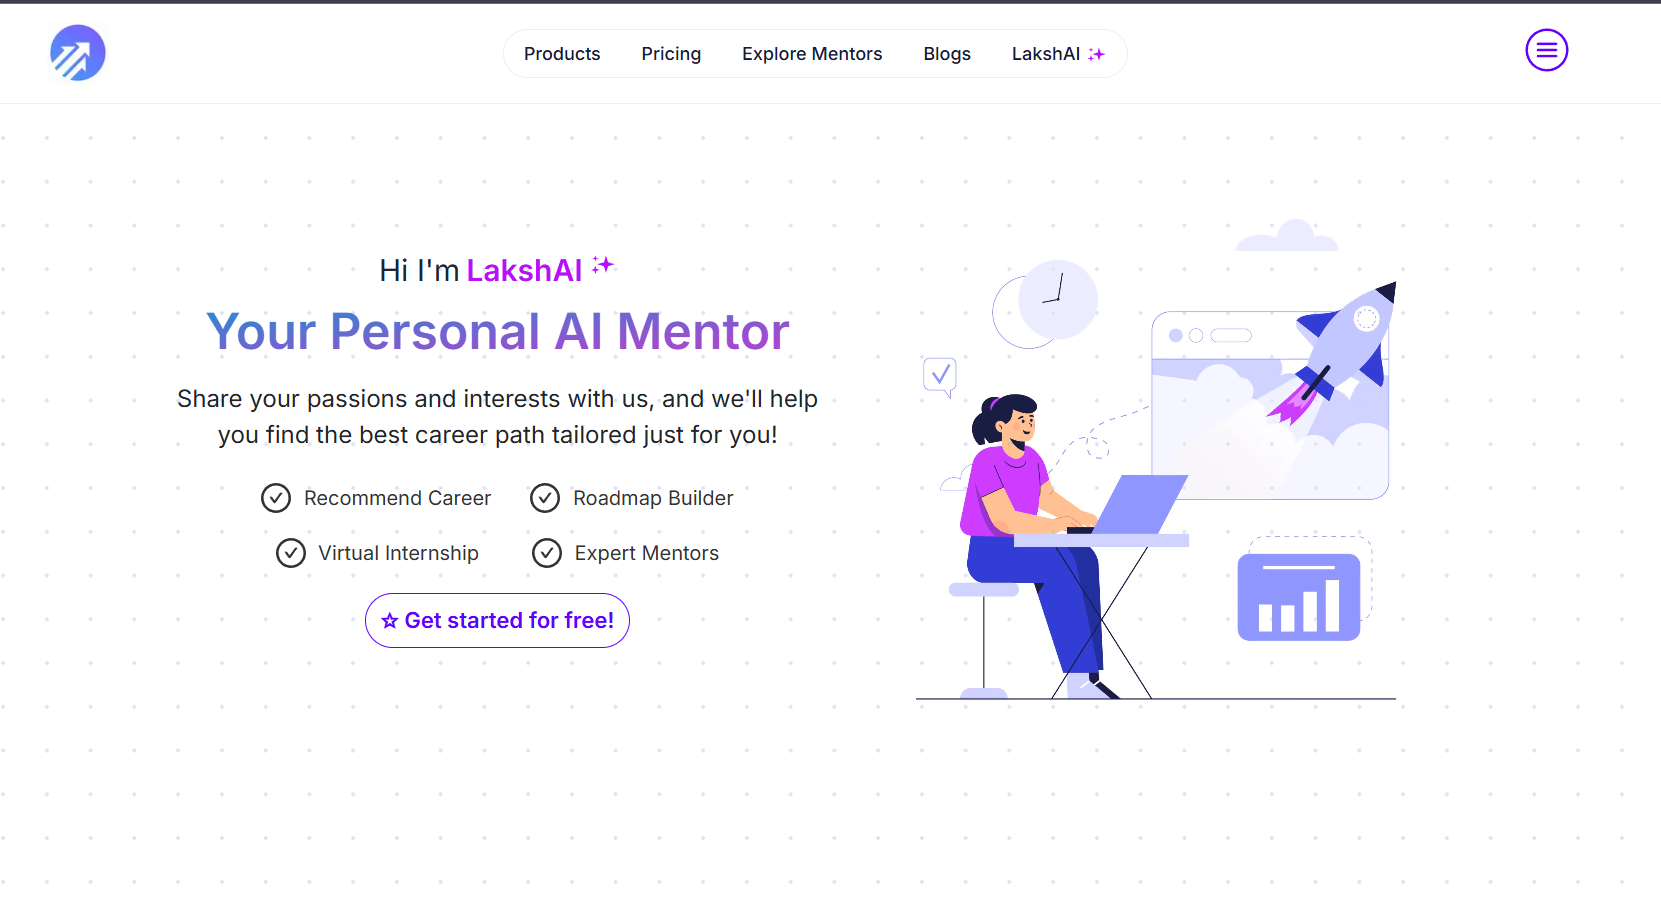 Products Pricing Explore Mentors Blogs LakshAI
Hi I'm LakshAI
Your Personal AI Mentor
Share your passions and interests with us, and we'll help
you find the best career path tailored just for you!
Recommend Career Roadmap Builder
Virtual Internship Expert Mentors
☆ Get started for free!